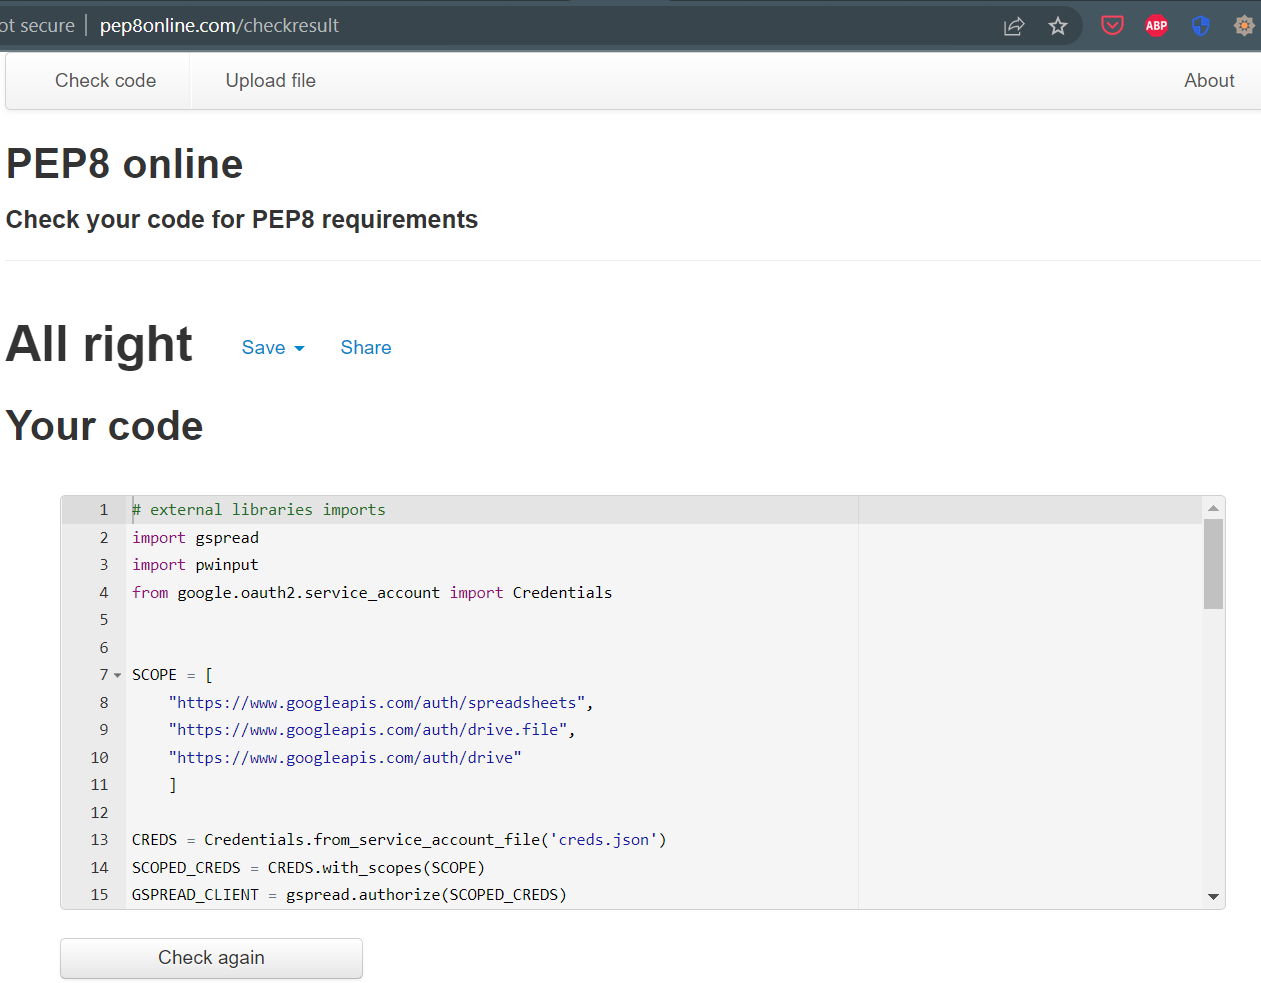 ot secure | pep8online.com/checkresult
ABP
Check code Upload file About
PEP8 online
Check your code for PEP8 requirements
All right Save Share
Your code
1 # external libraries imports
2 import gspread
3 import pwinput
4 from google.oauth2.service_account import Credentials
5
6
7 SCOPE = [
8     "https://www.googleapis.com/auth/spreadsheets",
9     "https://www.googleapis.com/auth/drive.file",
10     "https://www.googleapis.com/auth/drive"
11     ]
12
13 CREDS = Credentials.from_service_account_file('creds.json')
14 SCOPED_CREDS = CREDS.with_scopes(SCOPE)
15 GSPREAD_CLIENT = gspread.authorize(SCOPED_CREDS)
Check again